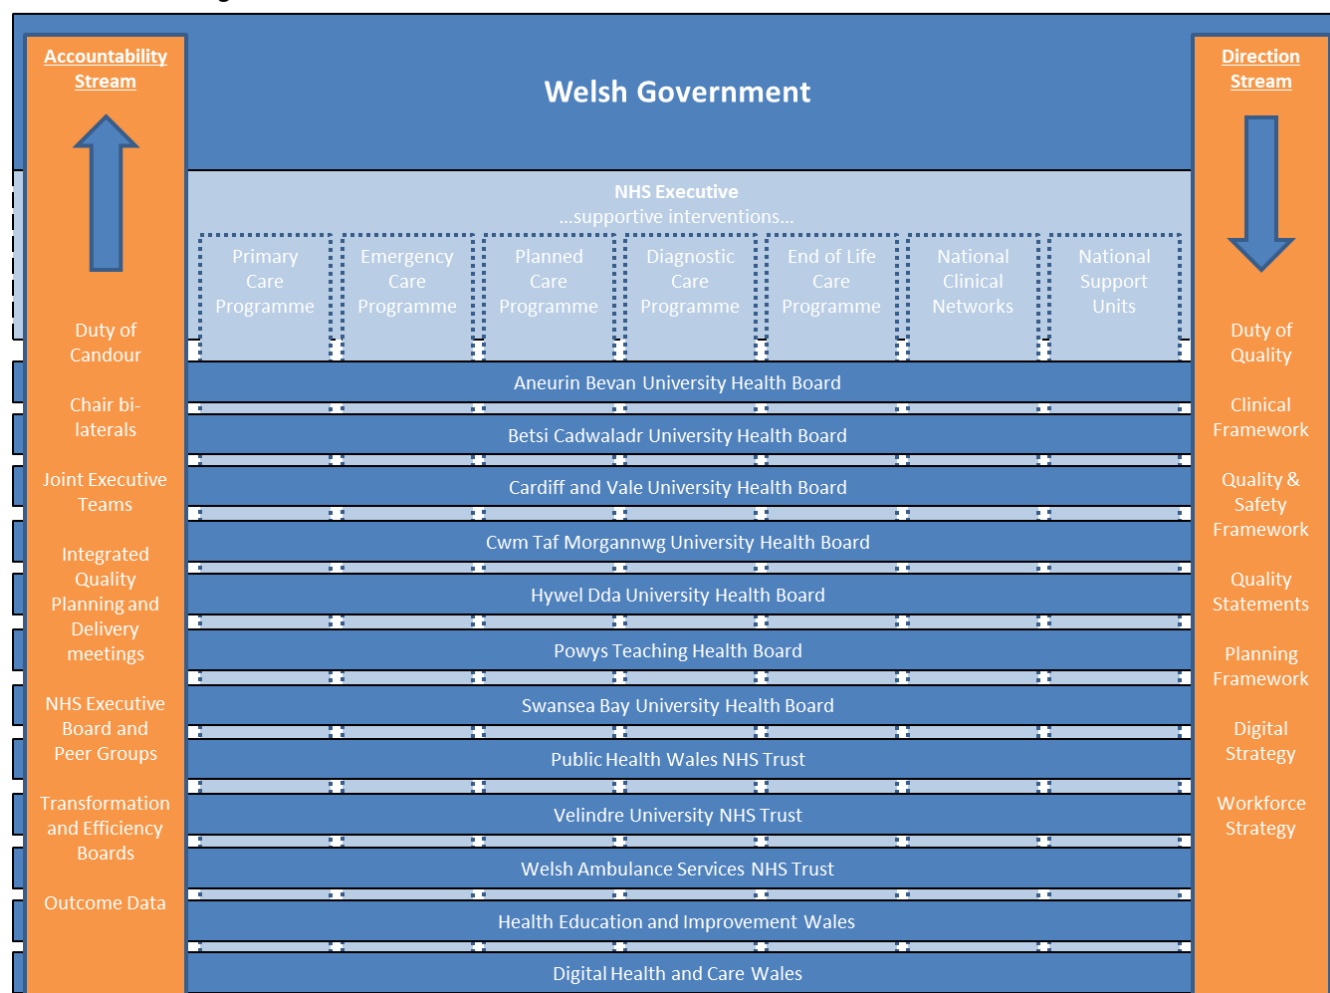 Accountability
Stream
Duty of
Candour
Chair bi-
laterals
Joint Executive
Teams
Integrated
Quality
Planning and
Delivery
meetings
NHS Executive
Board and
Peer Groups
Transformation
and Efficiency
Boards
Outcome Data
Welsh Government
NHS Executive
...supportive interventions...
Primary
Care
Programme
Emergency
Care
Programme
Planned
Care
Programme
Diagnostic
Care
Programme
End of Life
Care
Programme
National
Clinical
Networks
National
Support
Units
Aneurin Bevan University Health Board
Betsi Cadwaladr University Health Board
Cardiff and Vale University Health Board
Cwm Taf Morgannwg University Health Board
Hywel Dda University Health Board
Powys Teaching Health Board
Swansea Bay University Health Board
Public Health Wales NHS Trust
Velindre University NHS Trust
Welsh Ambulance Services NHS Trust
Health Education and Improvement Wales
Digital Health and Care Wales
Direction
Stream
Duty of
Quality
Clinical
Framework
Quality &
Safety
Framework
Quality
Statements
Planning
Framework
Digital
Strategy
Workforce
Strategy